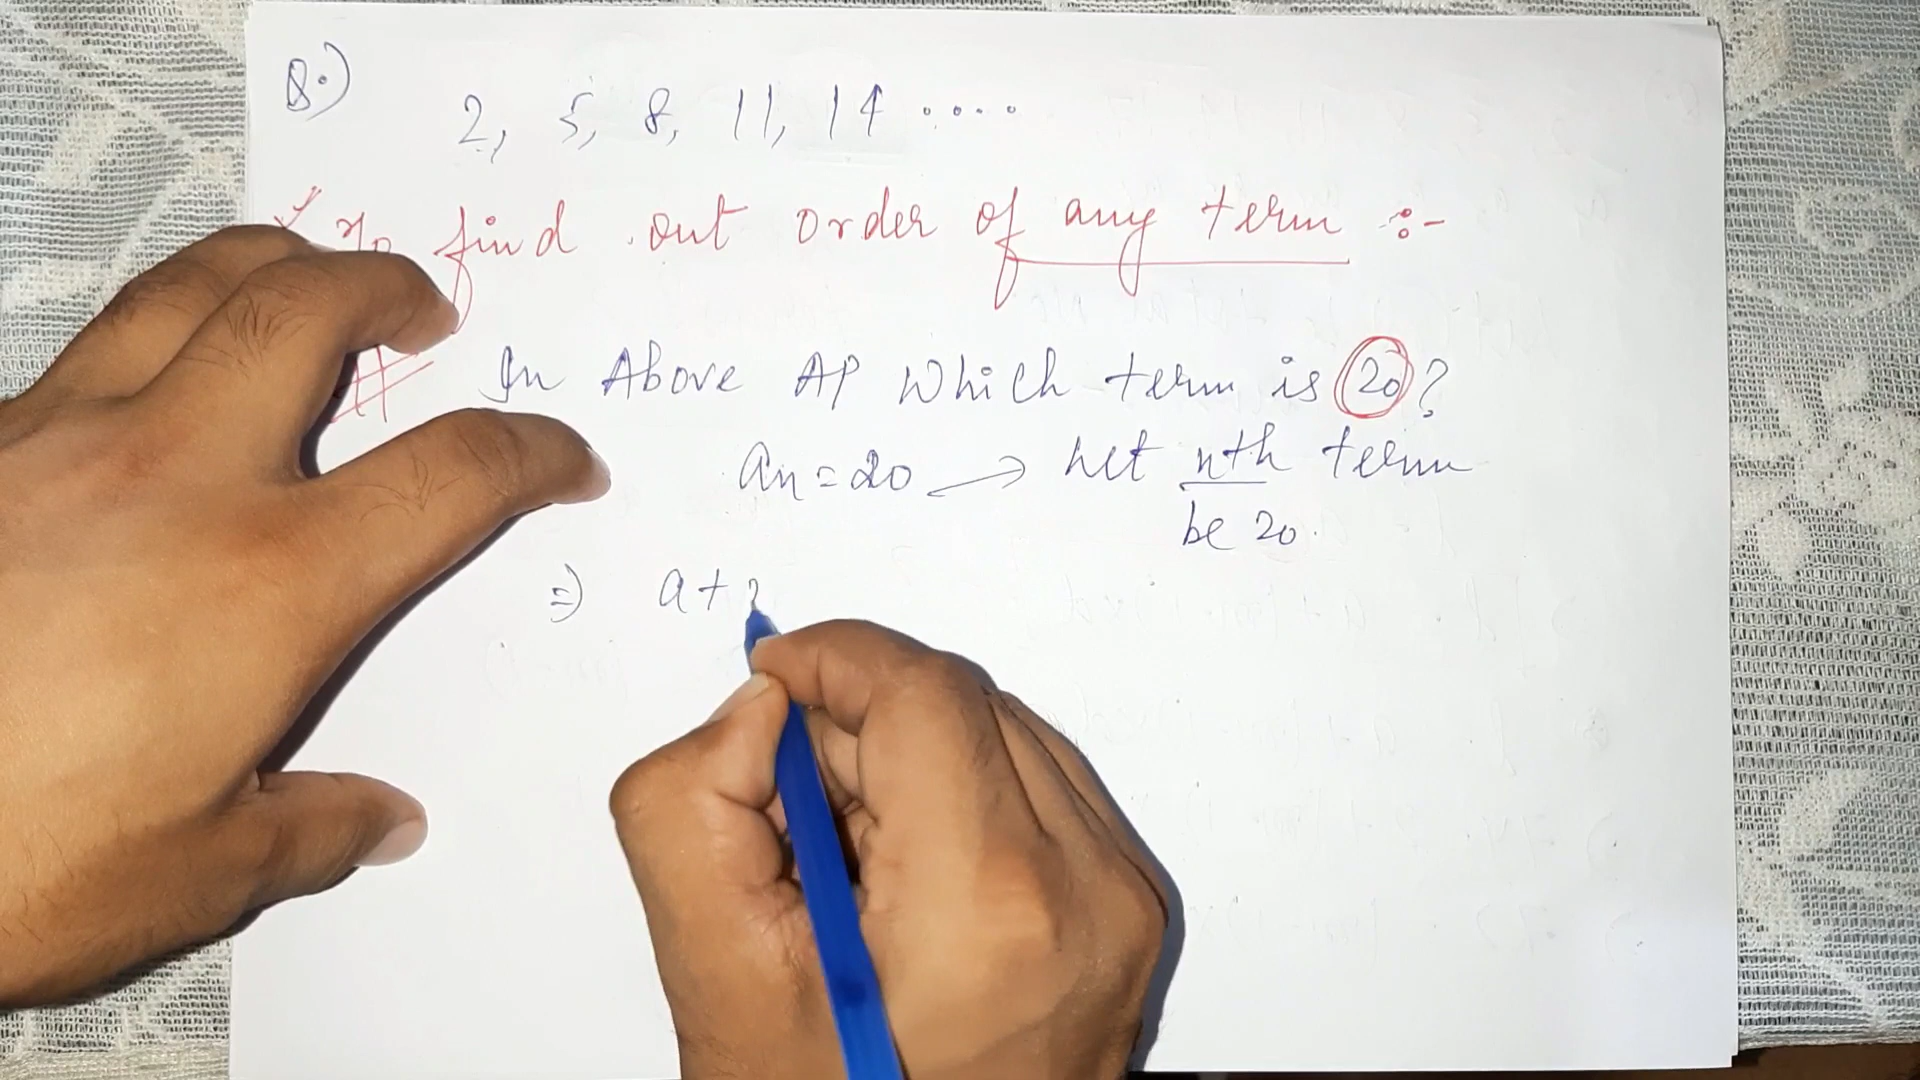 Q.)
2, 5, 8, 11, 14 ....
To find out order of any term :-
In Above AP Which term is 20?
an = 20 → Let nth term
be 20.
=) a +